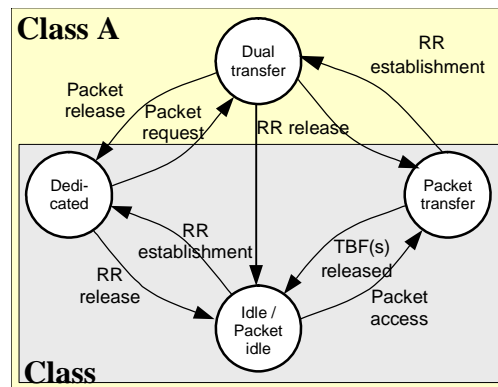 Class A
Dual
transfer
RR
establishment
Packet
release
Packet
request
RR release
Dedi-
cated
Packet
transfer
RR
establishment
TBF(s)
released
RR
release
Packet
access
Idle /
Packet
idle
Class